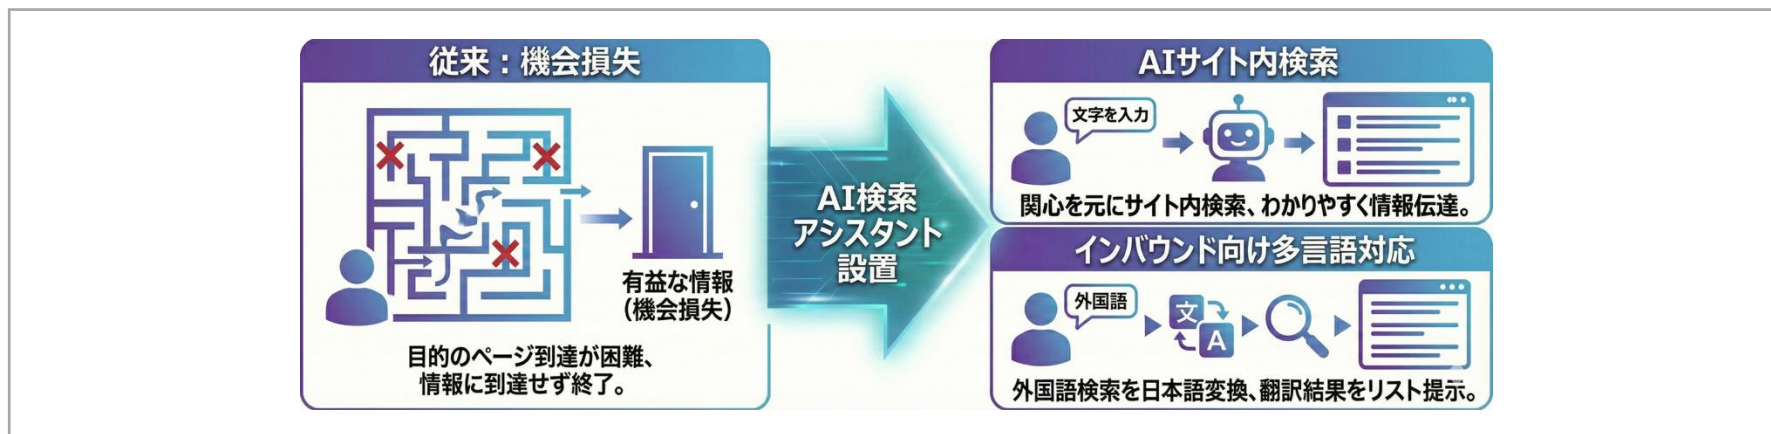 従来：機会損失
有益な情報
（機会損失）
目的のページ到達が困難、
情報に到達せず終了。
AI検索
アシスタント
設置
AIサイト内検索
文字を入力
関心を元にサイト内検索、わかりやすく情報伝達。
インバウンド向け多言語対応
外国語
文
A
外国語検索を日本語変換、翻訳結果をリスト提示。